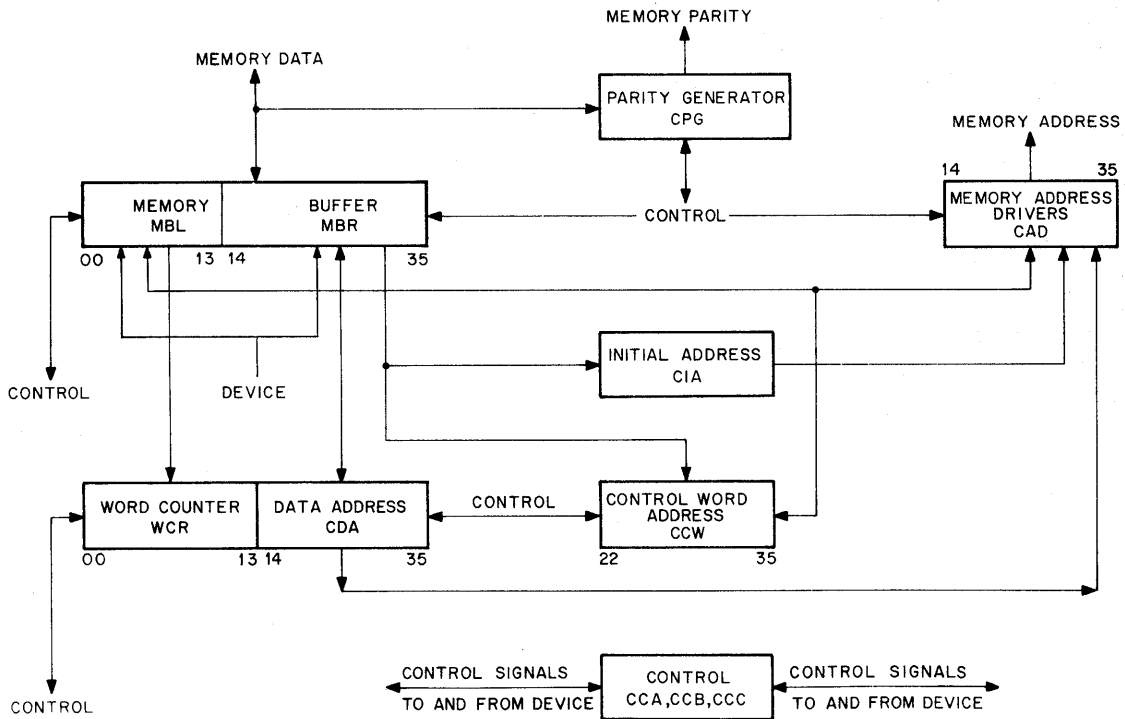 MEMORY PARITY
MEMORY DATA
PARITY GENERATOR
CPG
MEMORY ADDRESS
14 35
MEMORY ADDRESS
DRIVERS
CAD
MEMORY BUFFER
MBL MBR
CONTROL
00 13 14 35
INITIAL ADDRESS
CIA
CONTROL
DEVICE
WORD COUNTER
WCR
DATA ADDRESS
CDA
CONTROL
CONTROL WORD
ADDRESS
CCW
00 13 14 35
22 35
CONTROL
CONTROL SIGNALS
TO AND FROM DEVICE
CONTROL
CCA,CCB,CCC
CONTROL SIGNALS
TO AND FROM DEVICE